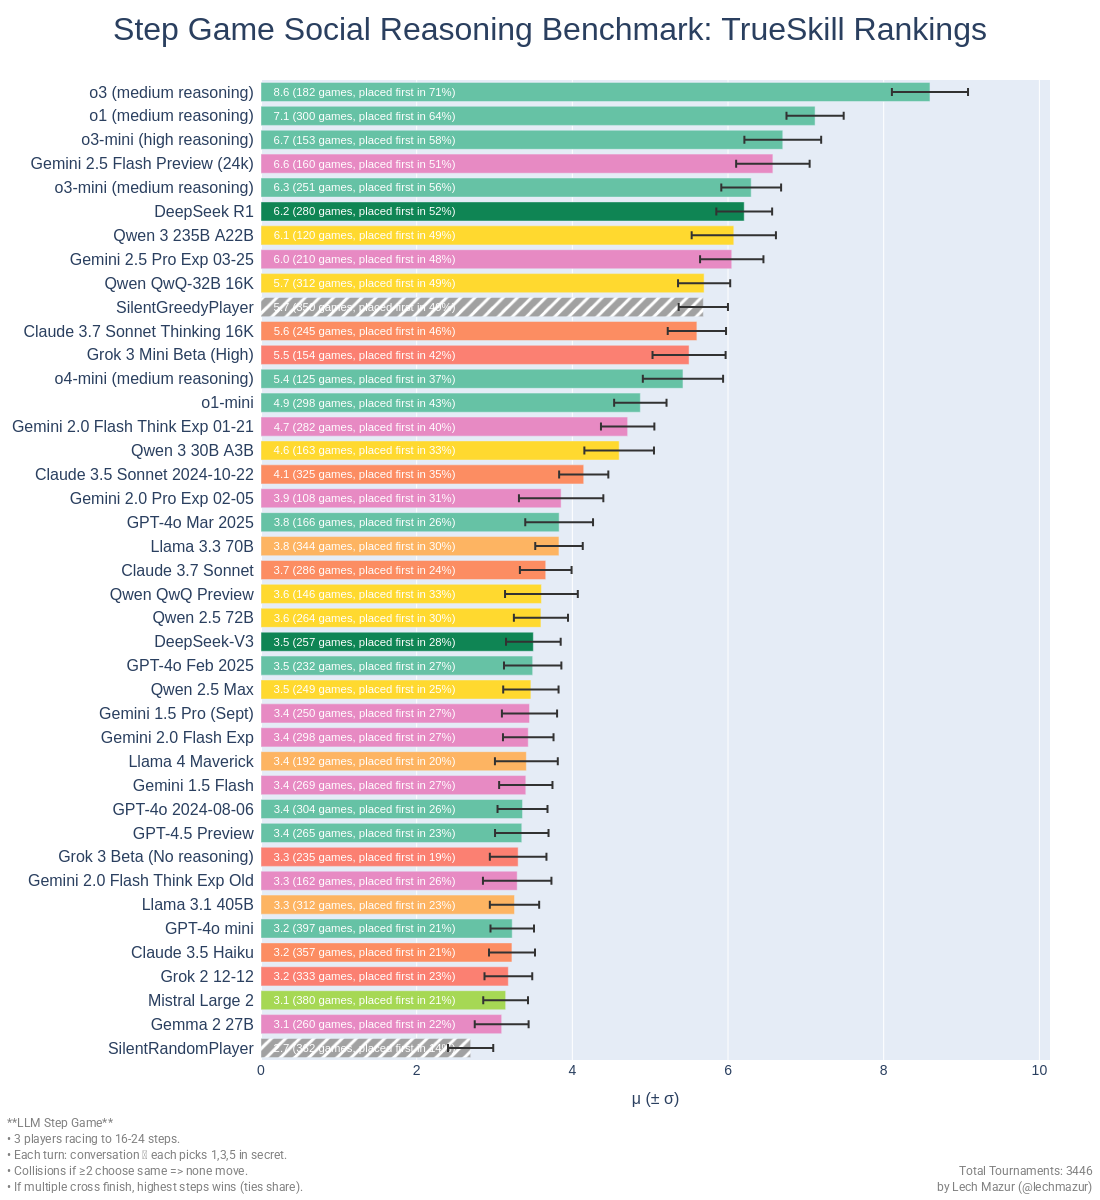 Step Game Social Reasoning Benchmark: TrueSkill Rankings
o3 (medium reasoning) 8.6 (182 games, placed first in 71%)
o1 (medium reasoning) 7.1 (300 games, placed first in 64%)
o3-mini (high reasoning) 6.7 (153 games, placed first in 58%)
Gemini 2.5 Flash Preview (24k) 6.6 (160 games, placed first in 51%)
o3-mini (medium reasoning) 6.3 (251 games, placed first in 56%)
DeepSeek R1 6.2 (280 games, placed first in 52%)
Qwen 3 235B A22B 6.1 (120 games, placed first in 49%)
Gemini 2.5 Pro Exp 03-25 6.0 (210 games, placed first in 48%)
Qwen QwQ-32B 16K 5.7 (312 games, placed first in 49%)
SilentGreedyPlayer 5.7 (350 games, placed first in
Claude 3.7 Sonnet Thinking 16K 5.6 (245 games, placed first in 46%)
Grok 3 Mini Beta (High) 5.5 (154 games, placed first in 42%)
o4-mini (medium reasoning) 5.4 (125 games, placed first in 37%)
o1-mini 4.9 (298 games, placed first in 43%)
Gemini 2.0 Flash Think Exp 01-21 4.7 (282 games, placed first in 40%)
Qwen 3 30B A3B 4.6 (163 games, placed first in 33%)
Claude 3.5 Sonnet 2024-10-22 4.1 (325 games, placed first in 35%)
Gemini 2.0 Pro Exp 02-05 3.9 (108 games, placed first in 31%)
GPT-4o Mar 2025 3.8 (166 games, placed first in 26%)
Llama 3.3 70B 3.8 (344 games, placed first in 30%)
Claude 3.7 Sonnet 3.7 (286 games, placed first in 24%)
Qwen QwQ Preview 3.6 (146 games, placed first in 33%)
Qwen 2.5 72B 3.6 (264 games, placed first in 30%)
DeepSeek-V3 3.5 (257 games, placed first in 28%)
GPT-4o Feb 2025 3.5 (232 games, placed first in 27%)
Qwen 2.5 Max 3.5 (249 games, placed first in 25%)
Gemini 1.5 Pro (Sept) 3.4 (250 games, placed first in 27%)
Gemini 2.0 Flash Exp 3.4 (298 games, placed first in 27%)
Llama 4 Maverick 3.4 (192 games, placed first in 20%)
Gemini 1.5 Flash 3.4 (269 games, placed first in 27%)
GPT-4o 2024-08-06 3.4 (304 games, placed first in 26%)
GPT-4.5 Preview 3.4 (265 games, placed first in 23%)
Grok 3 Beta (No reasoning) 3.3 (235 games, placed first in 19%)
Gemini 2.0 Flash Think Exp Old 3.3 (162 games, placed first in 26%)
Llama 3.1 405B 3.3 (312 games, placed first in 23%)
GPT-4o mini 3.2 (397 games, placed first in 21%)
Claude 3.5 Haiku 3.2 (357 games, placed first in 21%)
Grok 2 12-12 3.2 (333 games, placed first in 23%)
Mistral Large 2 3.1 (380 games, placed first in 21%)
Gemma 2 27B 3.1 (260 games, placed first in 22%)
SilentRandomPlayer 2.7 games, placed first in
0 2 4 6 8 10
μ (± σ)
**LLM Step Game**
• 3 players racing to 16-24 steps.
• Each turn: conversation each picks 1,3,5 in secret.
• Collisions if ≥2 choose same => none move.
• If multiple cross finish, highest steps wins (ties share).
Total Tournaments: 3446
by Lech Mazur (@lechmazur)